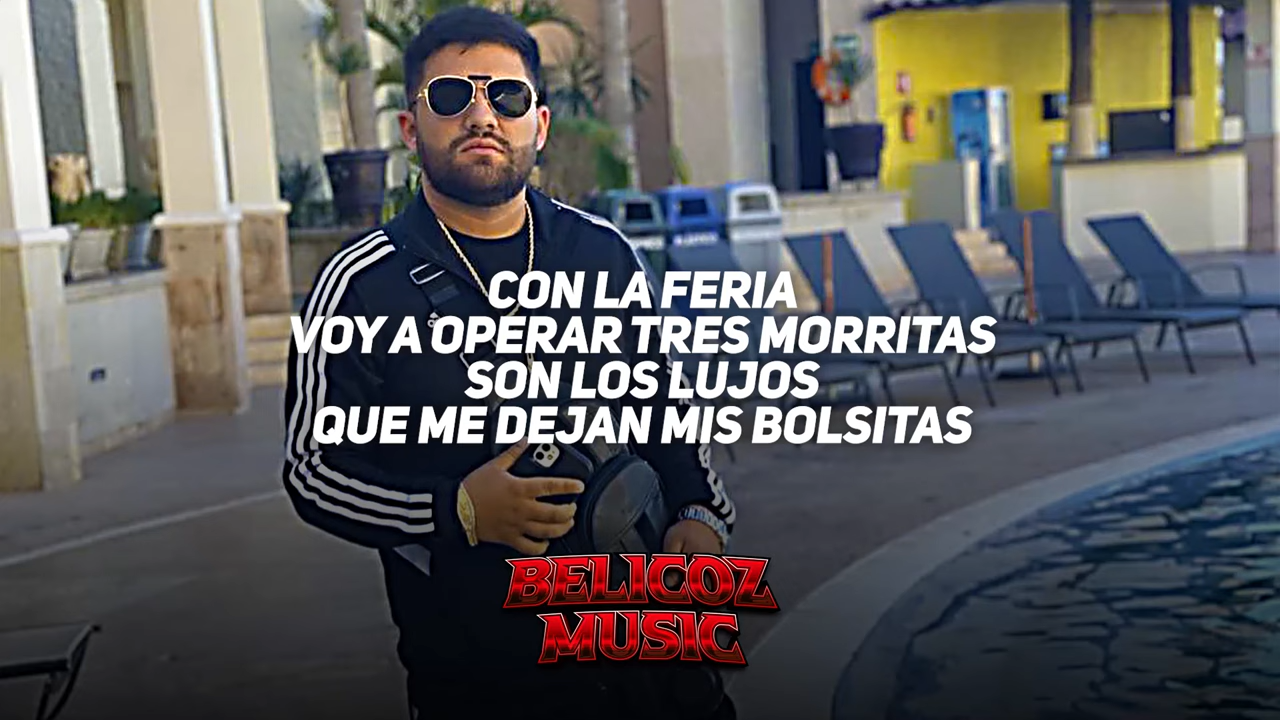 CON LA FERIA
VOY A OPERAR TRES MORRITAS
SON LOS LUJOS
QUE ME DEJAN MIS BOLSITAS
BELICOZ
MUSIC